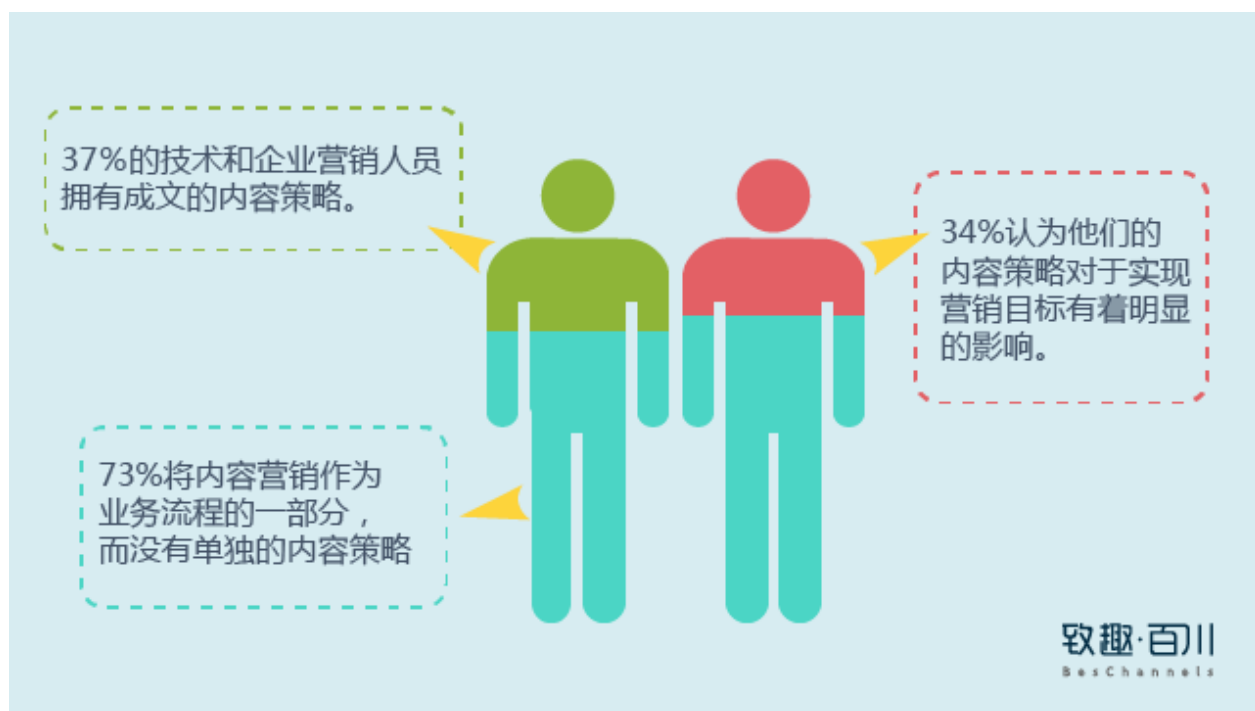 37%的技术和企业营销人员
拥有成文的内容策略。
34%认为他们的
内容策略对于实现
营销目标有着明显
的影响。
73%将内容营销作为
业务流程的一部分，
而没有单独的内容策略
致趣·百川
BesChannels